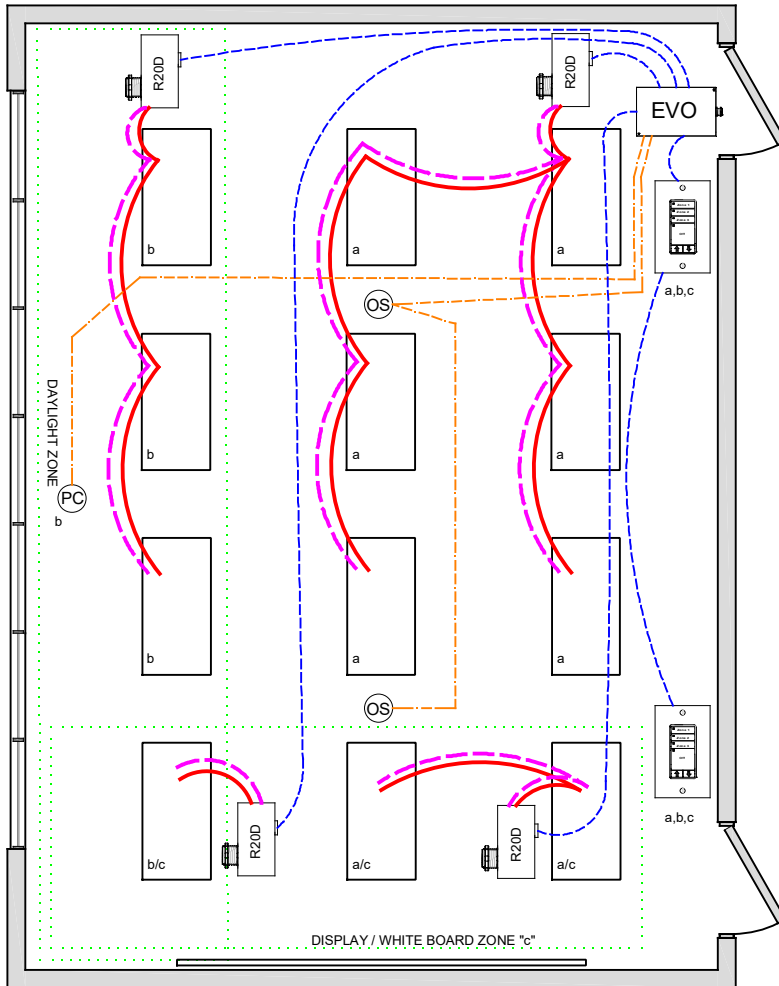 R20D
R20D
EVO
b
a
a
a,b,c
OS
DAYLIGHT ZONE
b
a
a
PC
b
b
a
a
OS
a,b,c
R20D
R20D
b/c
a/c
a/c
DISPLAY / WHITE BOARD ZONE "c"